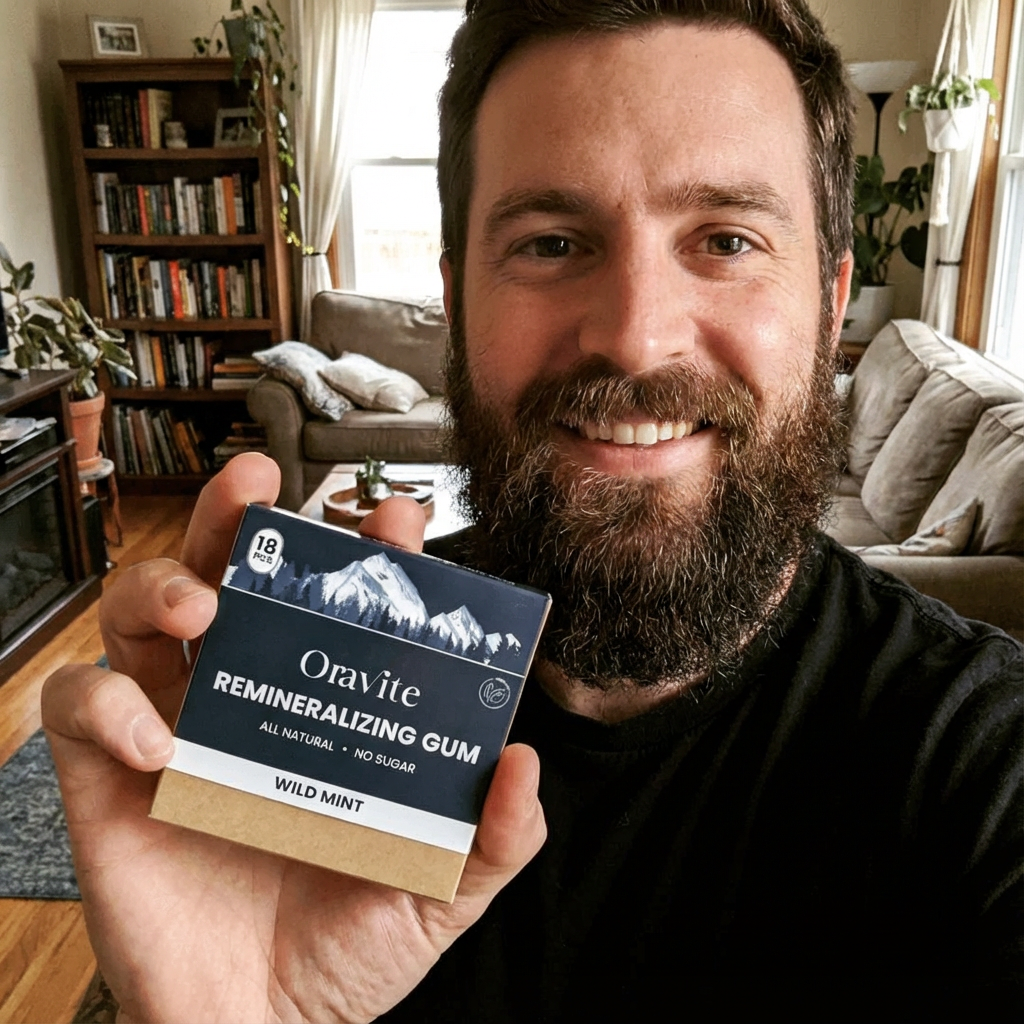 18
PCS
Oravite
REMINERALIZING GUM
ALL NATURAL • NO SUGAR
WILD MINT